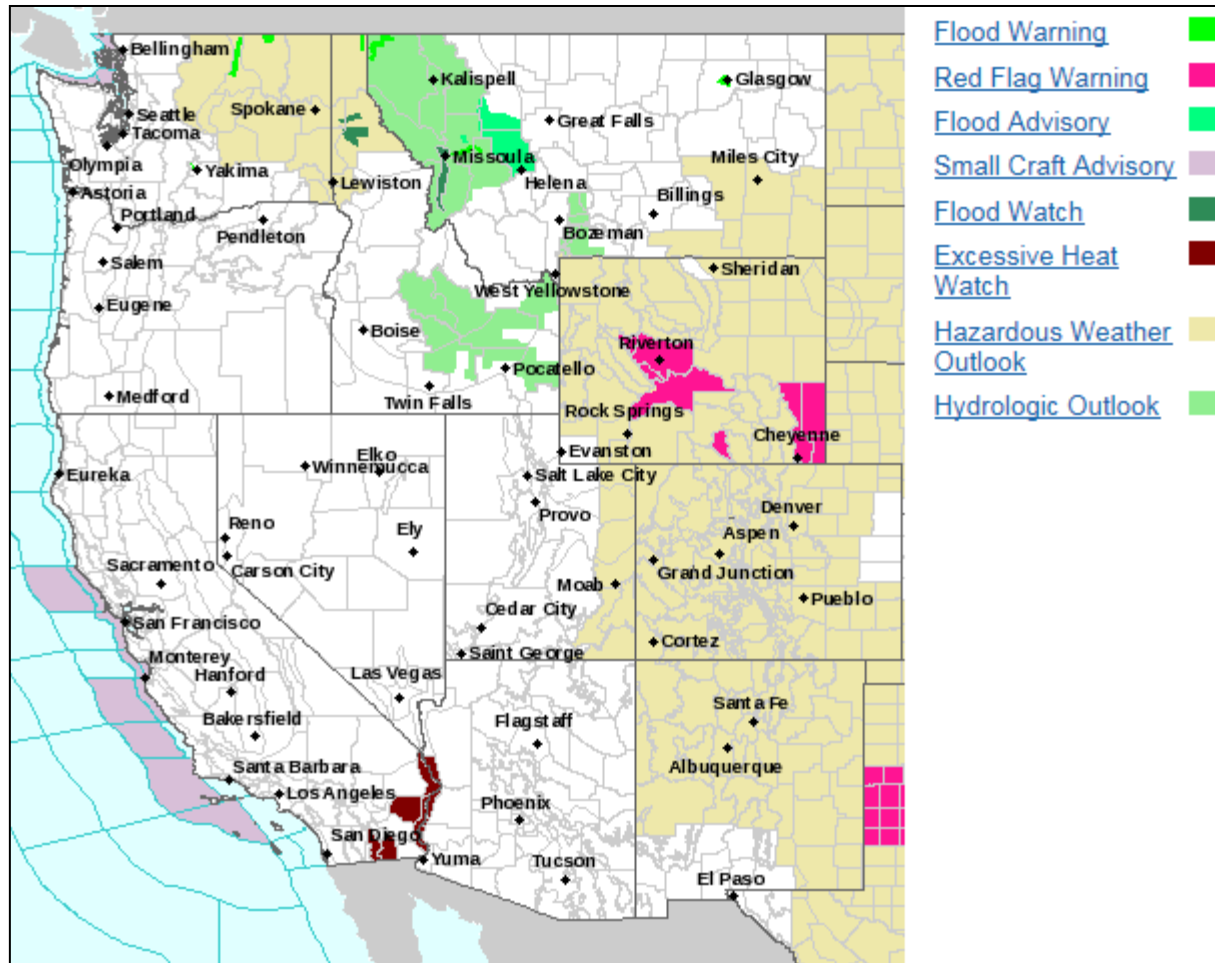 Bellingham
Seattle
Tacoma
Olympia
Astoria
Yakima
Spokane
Lewiston
Kalispell
Missoula
Great Falls
Helena
Glasgow
Miles City
Billings
Bozeman
Portland
Pendleton
Salem
Eugene
Medford
Boise
Twin Falls
Pocatello
West Yellowstone
Sheridan
Riverton
Rock Springs
Evanston
Cheyenne
Eureka
Elko
Winnemucca
Reno
Carson City
Ely
Salt Lake City
Provo
Moab
Cedar City
Saint George
Denver
Aspen
Grand Junction
Pueblo
Cortez
Sacramento
San Francisco
Monterey
Hanford
Bakersfield
Las Vegas
Santa Barbara
Los Angeles
San Diego
Yuma
Flagstaff
Phoenix
Tucson
Santa Fe
Albuquerque
El Paso
Flood Warning
Red Flag Warning
Flood Advisory
Small Craft Advisory
Flood Watch
Excessive Heat
Watch
Hazardous Weather
Outlook
Hydrologic Outlook